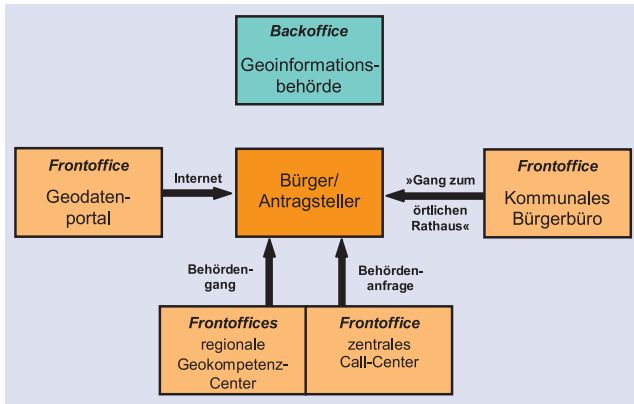 Backoffice
Geoinformations-
behörde
Frontoffice
Geodaten-
portal
Internet
Bürger/
Antragsteller
»Gang zum
örtlichen
Rathaus«
Frontoffice
Kommunales
Bürgerbüro
Behörden-
gang
Behörden-
anfrage
Frontoffices
regionale
Geokompetenz-
Center
Frontoffice
zentrales
Call-Center